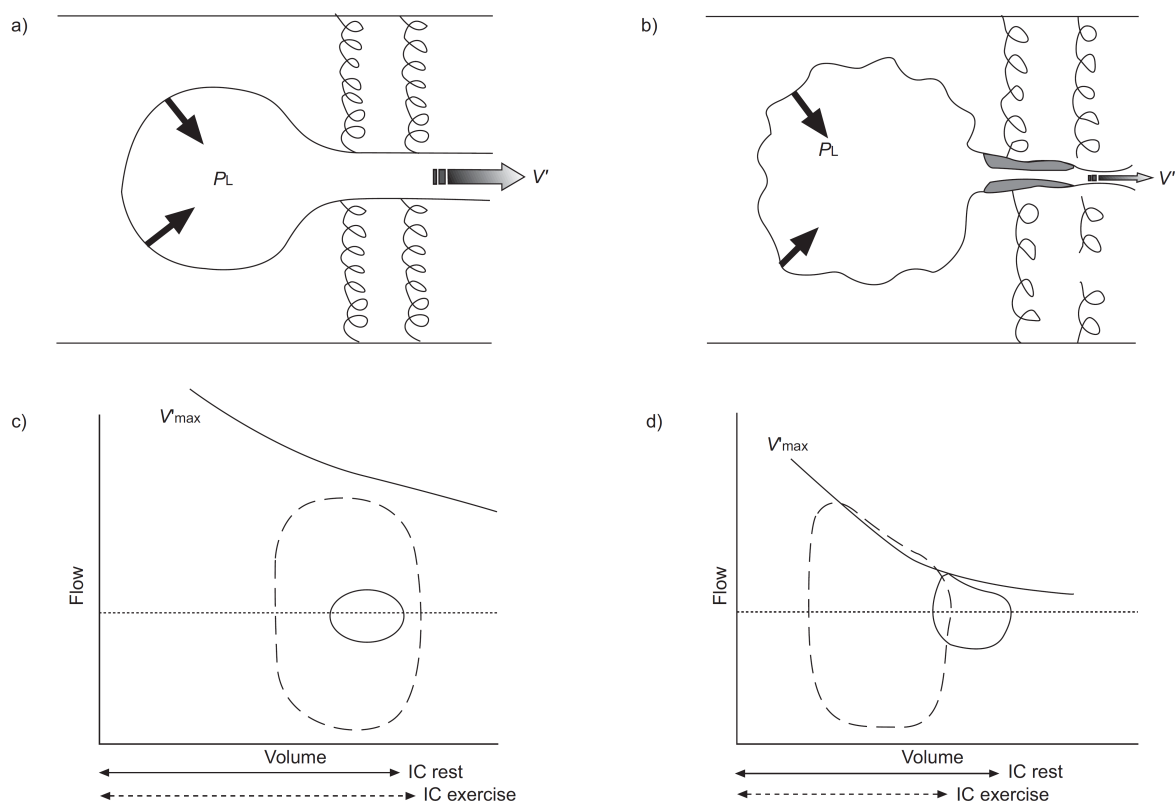 a)
PL
V'
b)
PL
V'
c)
V'max
Flow
Volume
IC rest
IC exercise
d)
V'max
Flow
Volume
IC rest
IC exercise